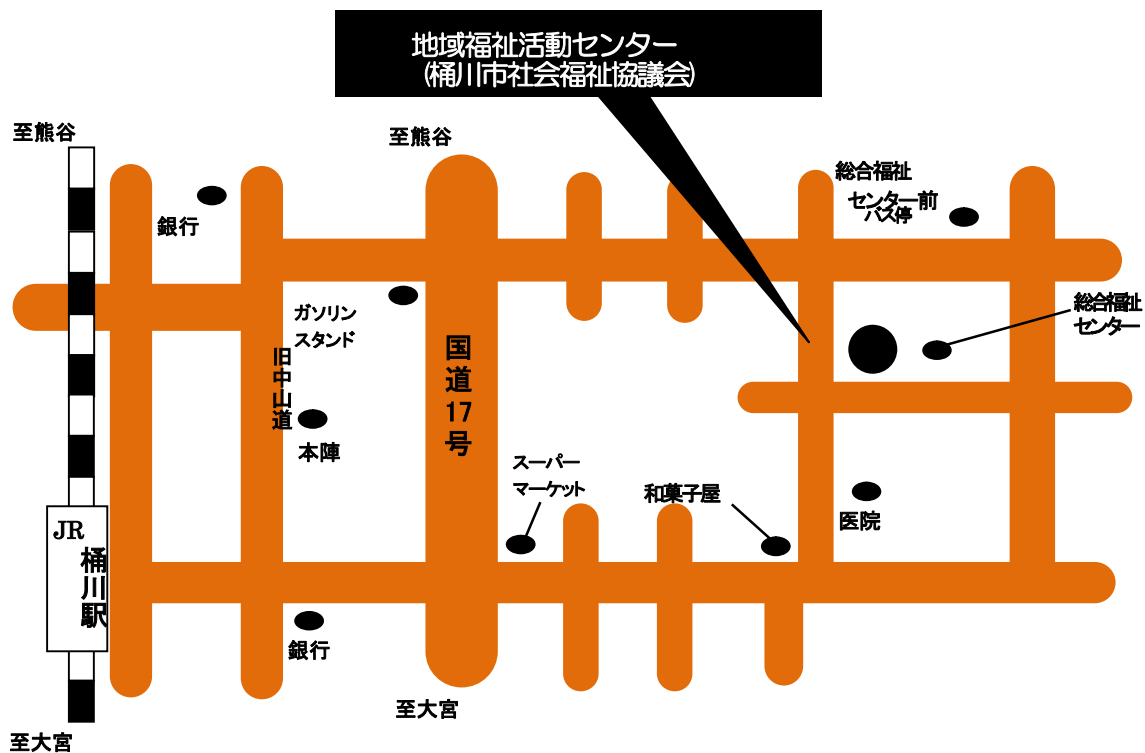 地域福祉活動センター
(桶川市社会福祉協議会)
至熊谷
至熊谷
総合福祉
センター前
バス停
銀行
ガソリン
スタンド
総合福祉
センター
旧中山道
国道17号
本陣
スーパー
マーケット
和菓子屋
医院
JR
桶川駅
銀行
至大宮
至大宮